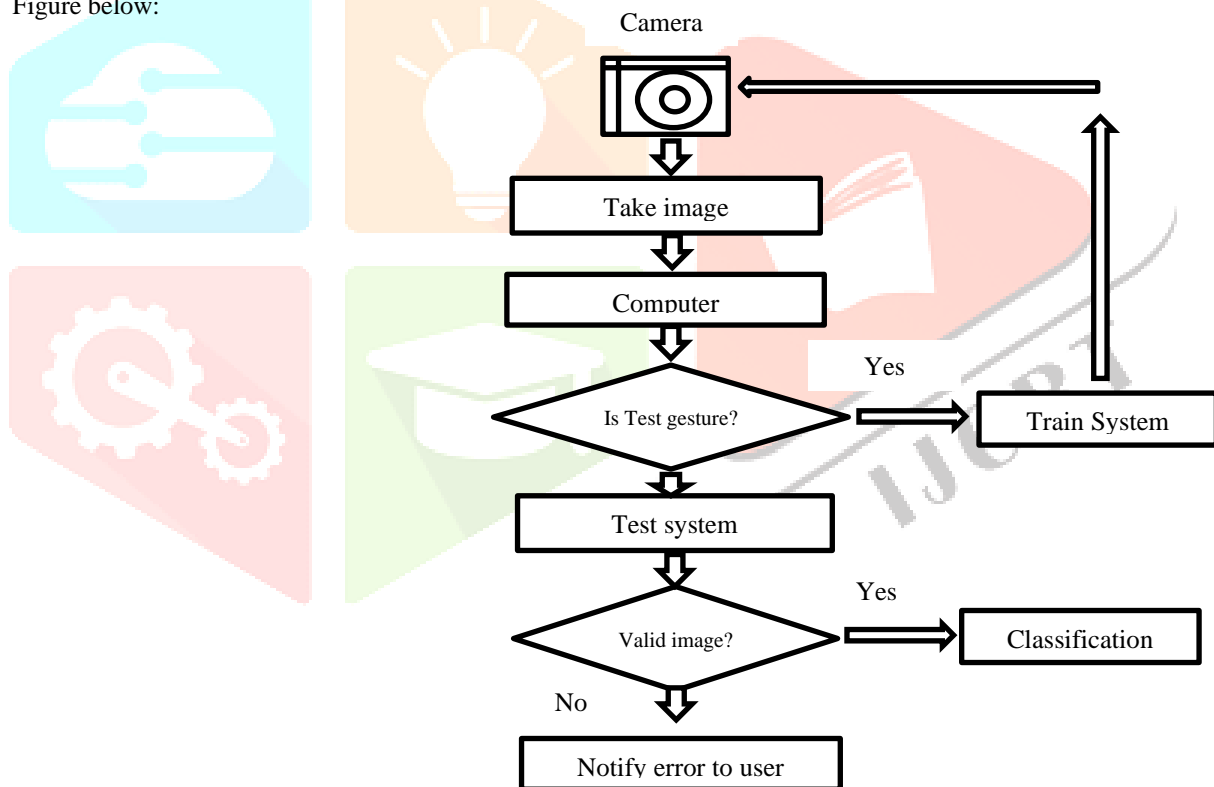 Figure below:
Camera
Take image
Computer
Yes
Is Test gesture?
Train System
IJCRT
Test system
Yes
Valid image?
Classification
No
Notify error to user